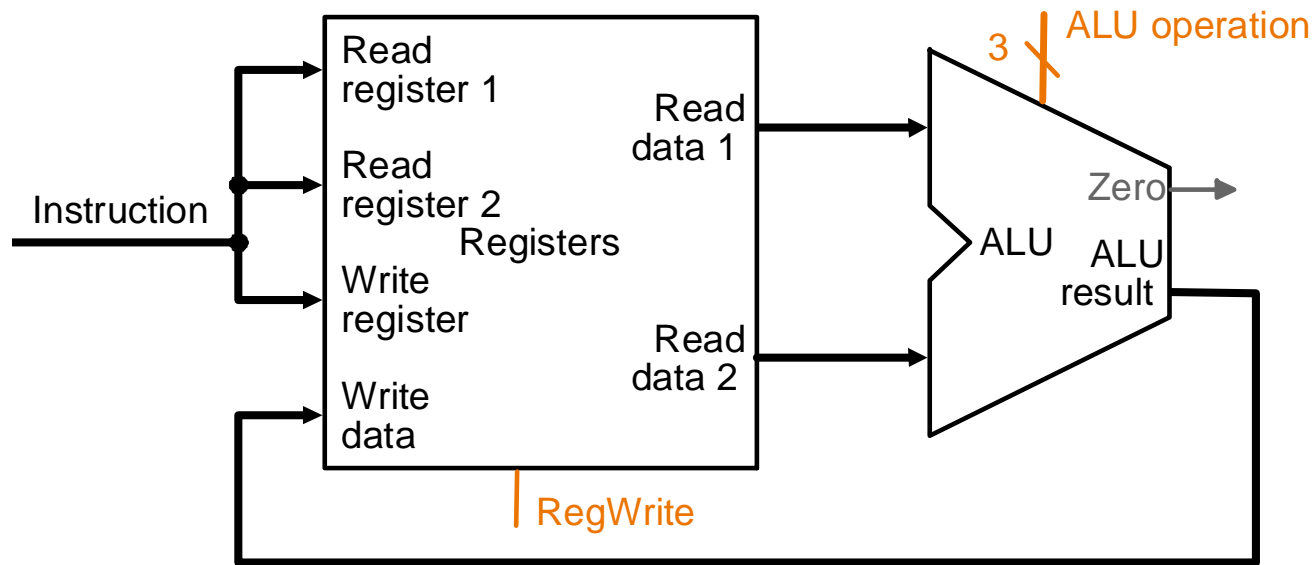 ALU operation
3
Read
register 1
Read
data 1
Read
register 2
Zero
Instruction
Registers
ALU
ALU
result
Write
register
Read
data 2
Write
data
RegWrite